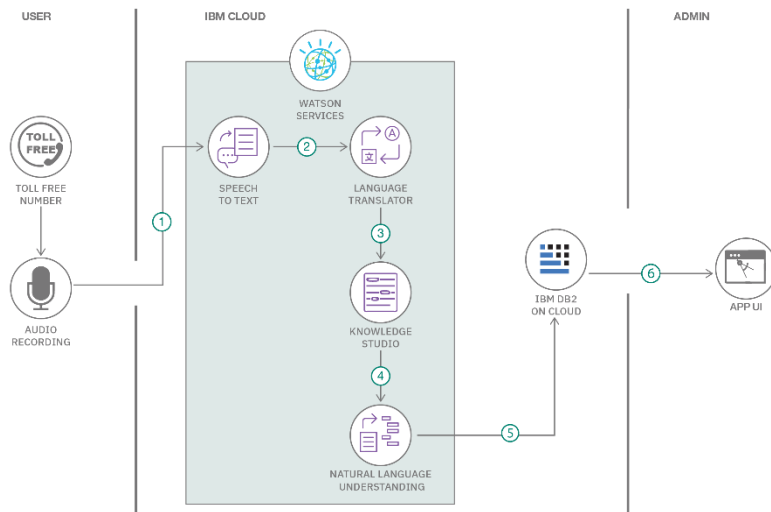 USER
IBM CLOUD
ADMIN
WATSON
SERVICES
TOLL
FREE
TOLL FREE
NUMBER
SPEECH
TO TEXT
2
A
文
LANGUAGE
TRANSLATOR
1
3
AUDIO
RECORDING
KNOWLEDGE
STUDIO
IBM DB2
ON CLOUD
6
APP UI
4
NATURAL LANGUAGE
UNDERSTANDING
5